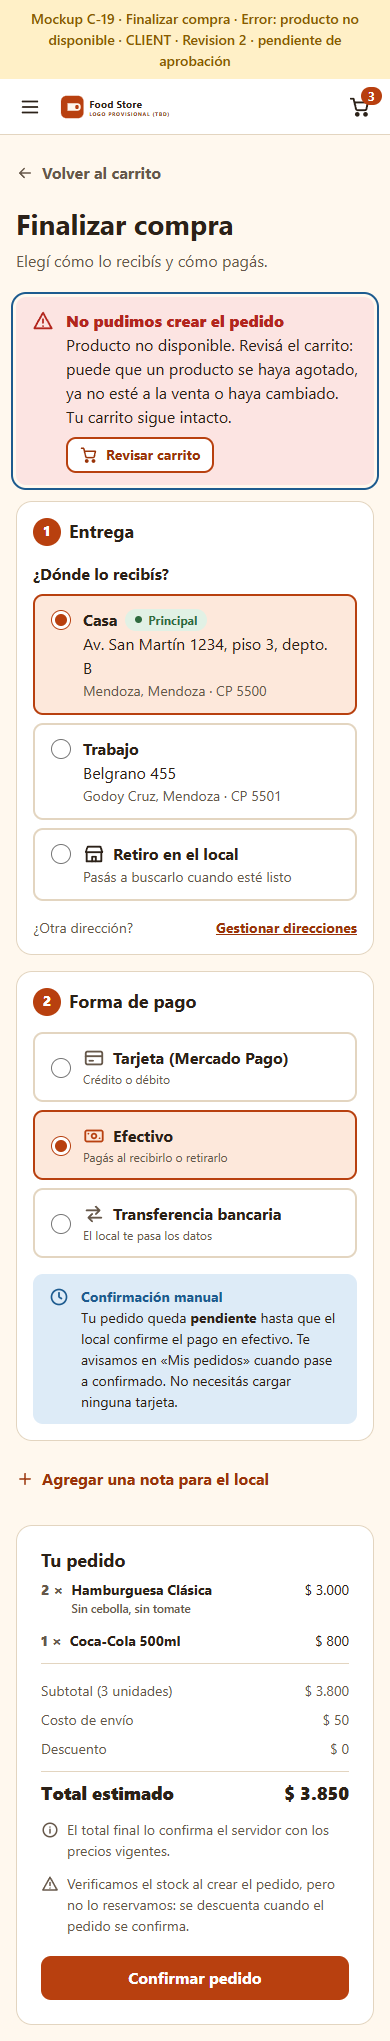 Mockup C-19 · Finalizar compra · Error: producto no
disponible · CLIENT · Revision 2 · pendiente de
aprobación
Food Store
LOGO PROVISIONAL (TBD)
3
Volver al carrito
Finalizar compra
Elegí cómo lo recibís y cómo pagás.
No pudimos crear el pedido
Producto no disponible. Revisá el carrito:
puede que un producto se haya agotado,
ya no esté a la venta o haya cambiado.
Tu carrito sigue intacto.
Revisar carrito
1 Entrega
¿Dónde lo recibís?
Casa Principal
Av. San Martín 1234, piso 3, depto.
B
Mendoza, Mendoza · CP 5500
Trabajo
Belgrano 455
Godoy Cruz, Mendoza · CP 5501
Retiro en el local
Pasás a buscarlo cuando esté listo
¿Otra dirección? Gestionar direcciones
2 Forma de pago
Tarjeta (Mercado Pago)
Crédito o débito
Efectivo
Pagás al recibirlo o retirarlo
Transferencia bancaria
El local te pasa los datos
Confirmación manual
Tu pedido queda pendiente hasta que el
local confirme el pago en efectivo. Te
avisamos en «Mis pedidos» cuando pase
a confirmado. No necesitás cargar
ninguna tarjeta.
Agregar una nota para el local
Tu pedido
2 × Hamburguesa Clásica $ 3.000
Sin cebolla, sin tomate
1 × Coca-Cola 500ml $ 800
Subtotal (3 unidades) $ 3.800
Costo de envío $ 50
Descuento $ 0
Total estimado $ 3.850
El total final lo confirma el servidor con los
precios vigentes.
Verificamos el stock al crear el pedido, pero
no lo reservamos: se descuenta cuando el
pedido se confirma.
Confirmar pedido